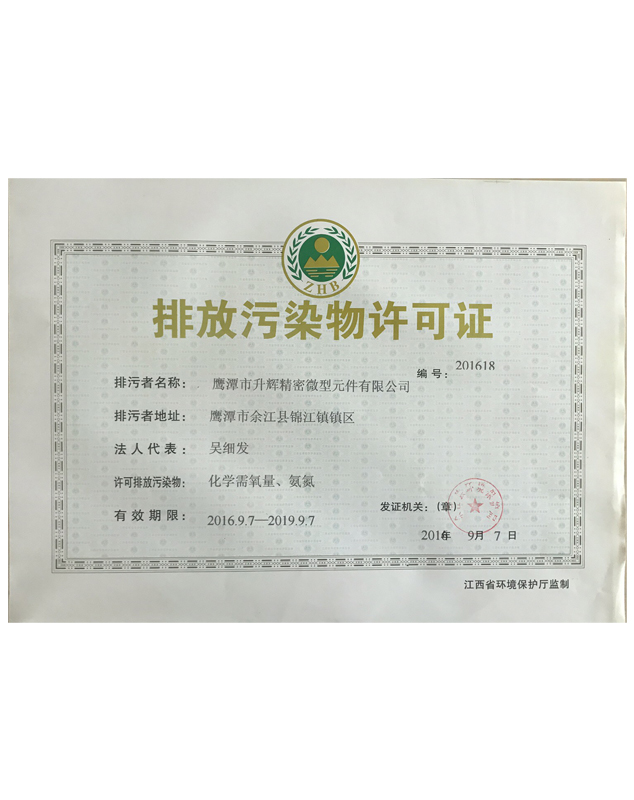 ZHB
排放污染物许可证
编号：201618
排污者名称：鹰潭市升辉精密微型元件有限公司
排污者地址：鹰潭市余江县锦江镇镇区
法人代表：吴细发
许可排放污染物：化学需氧量、氨氮
有效期限：2016.9.7—2019.9.7
发证机关：（章）
2016年 9月 7日
江西省环境保护厅监制